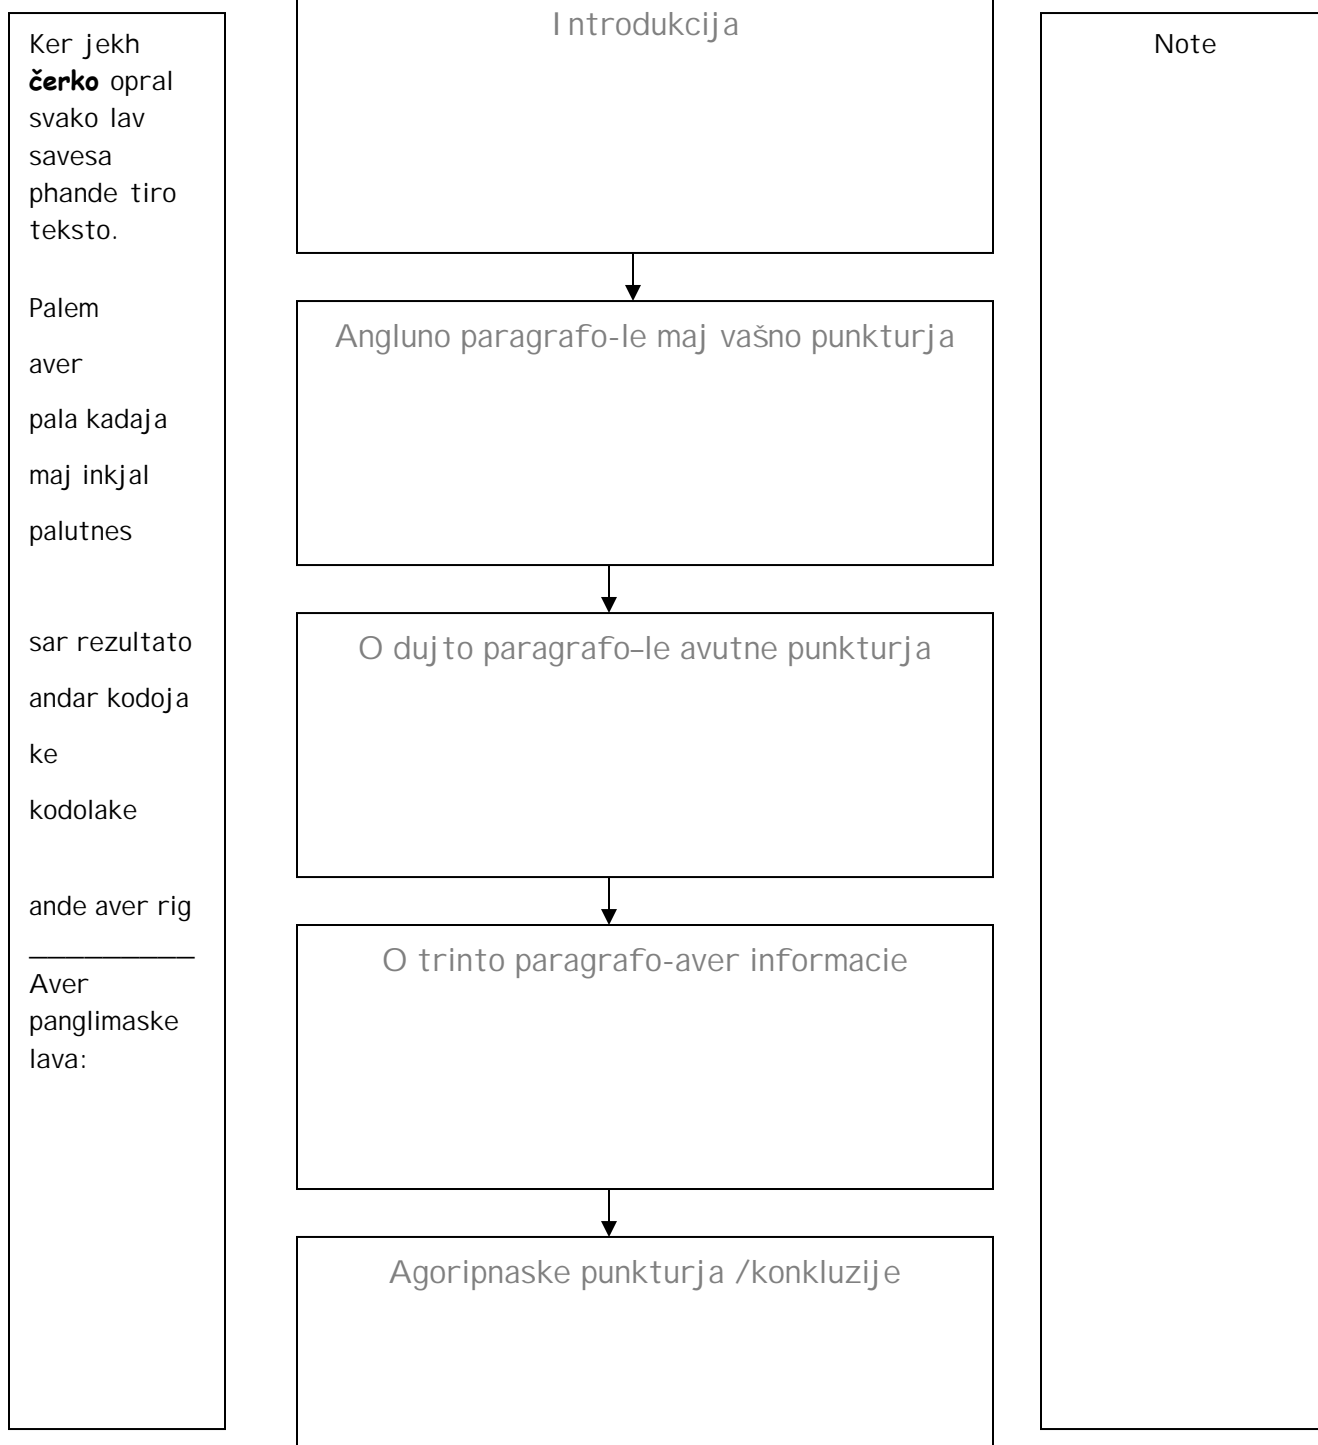 Ker jekh
čerko opral
svako lav
savesa
phande tiro
teksto.
Palem
aver
pala kadaja
maj inkjal
palutnes
sar rezultato
andar kodoja
ke
kodolake
ande aver rig
Aver
panglimaske
lava:
Introdukcija
Angluno paragrafo-le maj vašno punkturja
O dujto paragrafo–le avutne punkturja
O trinto paragrafo-aver informacie
Agoripnaske punkturja /konkluzije
Note